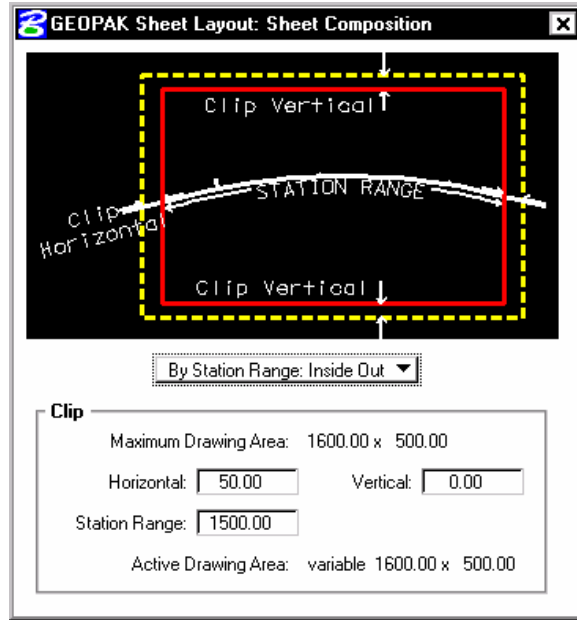 GEOPAK Sheet Layout: Sheet Composition
Clip Vertical
STATION RANGE
Clip
Horizontal
Clip Vertical
By Station Range: Inside Out
Clip
Maximum Drawing Area: 1600.00 x 500.00
Horizontal: 50.00 Vertical: 0.00
Station Range: 1500.00
Active Drawing Area: variable 1600.00 x 500.00